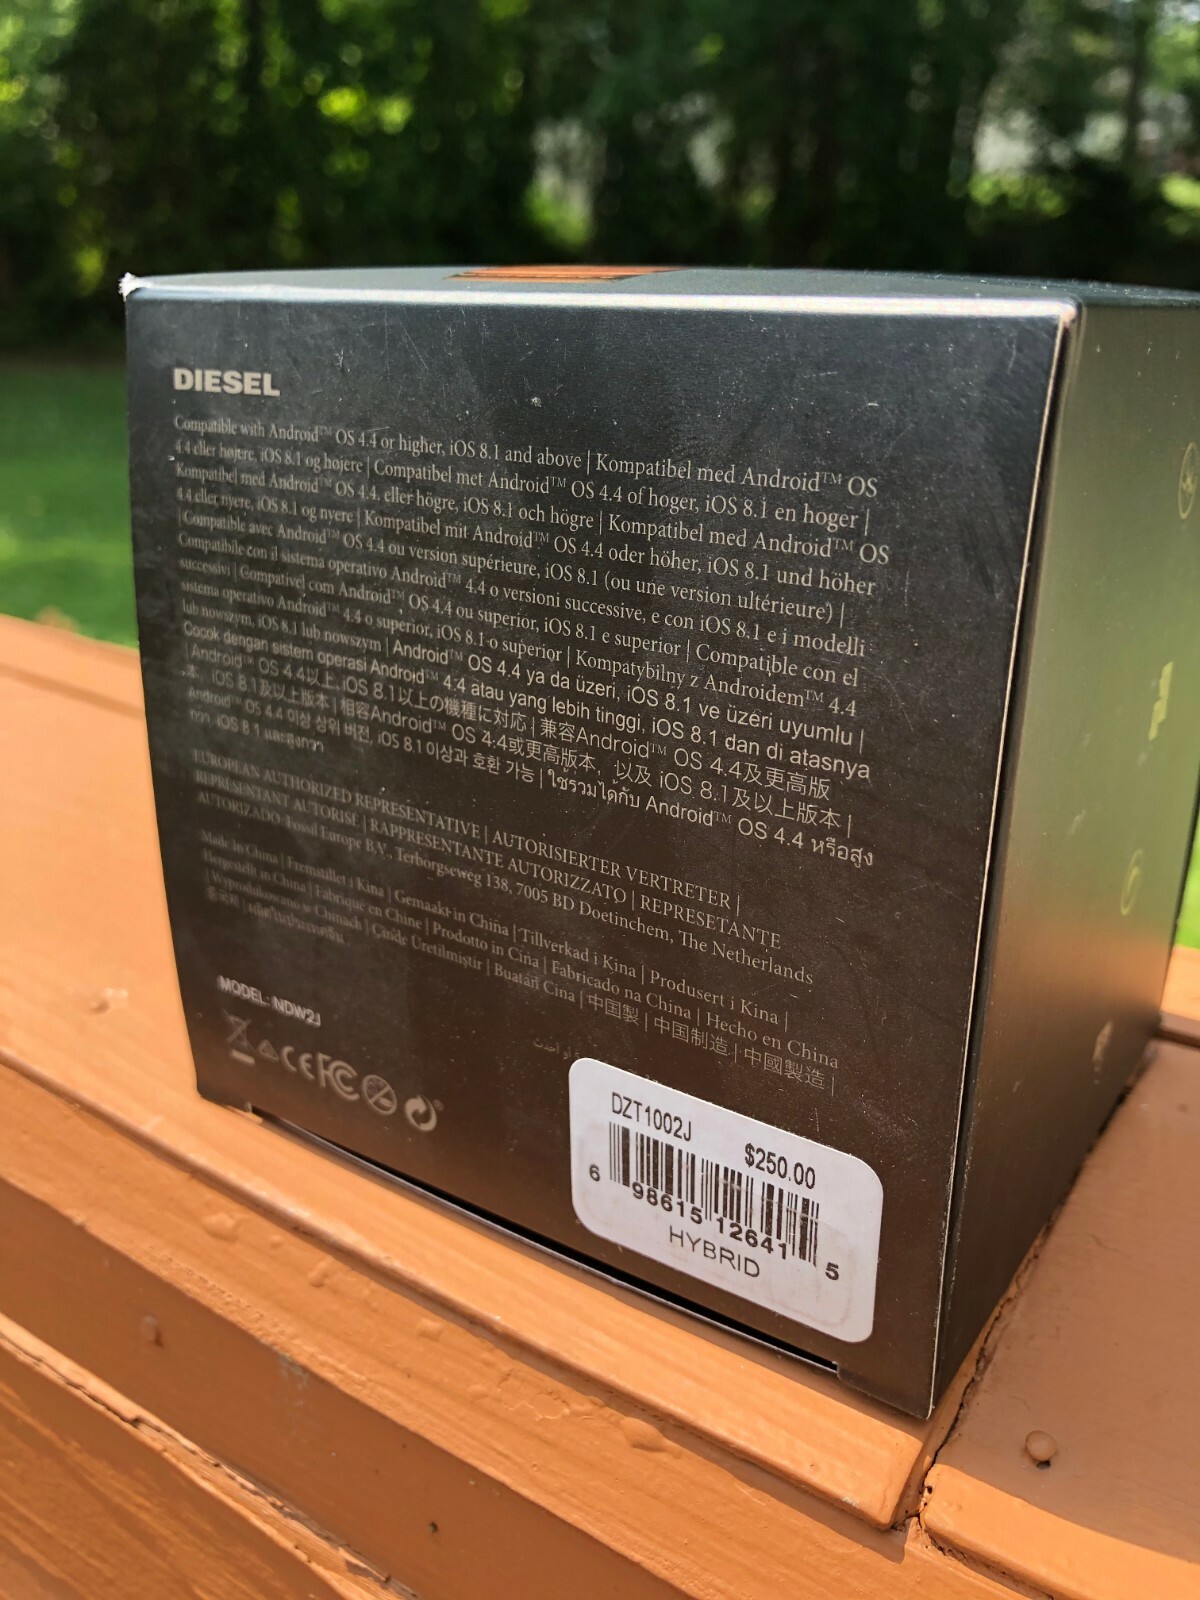 DIESEL
Compatible with Android™ OS 4.4 or higher, iOS 8.1 and above | Kompatibel med Android™ OS
4.4 eller højere, iOS 8.1 og højere | Compatibel met Android™ OS 4.4 of hoger, iOS 8.1 en hoger |
Kompatibel med Android™ OS 4.4. eller högre, iOS 8.1 och högre | Kompatibel med Android™ OS
4.4 eller nyere, iOS 8.1 og nyere | Kompatibel mit Android™ OS 4.4 oder höher, iOS 8.1 und höher
| Compatible avec Android™ OS 4.4 ou version supérieure, iOS 8.1 (ou une version ultérieure) |
Compatibile con il sistema operativo Android™ 4.4 o versioni successive, e con iOS 8.1 e i modelli
successivi | Compatível com Android™, OS 4.4 ou superior, iOS 8.1 e superior | Compatible con el
sistema operativo Android™ 4.4 o superior, iOS 8.1 o superior | Kompatybilny z Androidem™ 4.4
lub nowszym, iOS 8.1 lub nowszym | Android™ OS 4.4 ya da üzeri, iOS 8.1 ve üzeri uyumlu |
Cocok dengan sistem operasi Android™ 4.4 atau yang lebih tinggi, iOS 8.1 dan di atasnya
| Android™ OS 4.4以上, iOS 8.1以上の機種に対応 | 兼容Android™ OS 4.4及更高版
本、iOS 8.1及以上版本 | 相容Android™ OS 4.4或更高版本，以及 iOS 8.1及以上版本 |
Android™ OS 4.4 이상 상위 버전, iOS 8.1 이상과 호환 가능 | ใช้ร่วมได้กับ Android™ OS 4.4 หรือสูง
กว่า iOS 8.1 และสูงกว่า
EUROPEAN AUTHORIZED REPRESENTATIVE | AUTORISIERTER VERTRETER |
REPRÉSENTANT AUTORISÉ | RAPPRESENTANTE AUTORIZZATO | REPRESETANTE
AUTORIZADO Fossil Europe B.V., Terborgseweg 138, 7005 BD Doetinchem, The Netherlands
Made In China | Fremstillet i Kina | Gemaakt in China | Tillverkad i Kina | Produsert i Kina |
Hergestellt in China | Fabriqué en Chine | Prodotto in Cina | Fabricado na China | Hecho en China
| Wyprodukowano w Chinach | Çinde Üretilmiştir | Buatan Cina | 中国製 | 中国制造 | 中國製造 |
MODEL: NDW2J
CE FC
DZT1002J $250.00
6 98615 12641 5
HYBRID